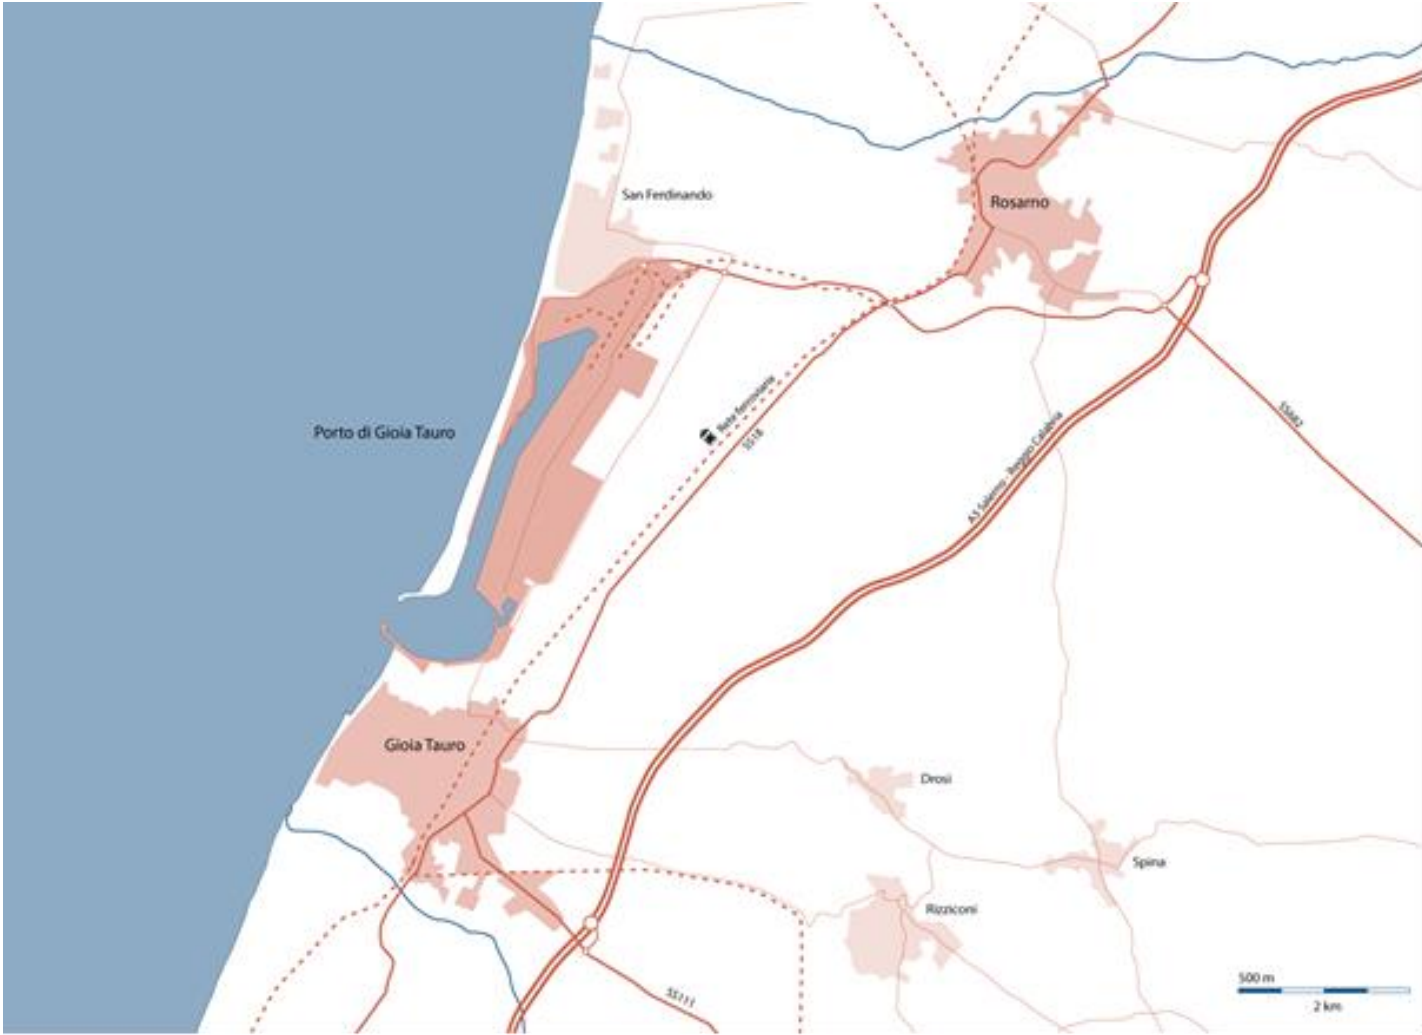 San Ferdinando
Rosarno
Porto di Gioia Tauro
Rete ferroviaria
SS18
A3 Salerno - Reggio Calabria
SS682
Gioia Tauro
Drosi
Spina
Rizziconi
SS111
500 m
2 km